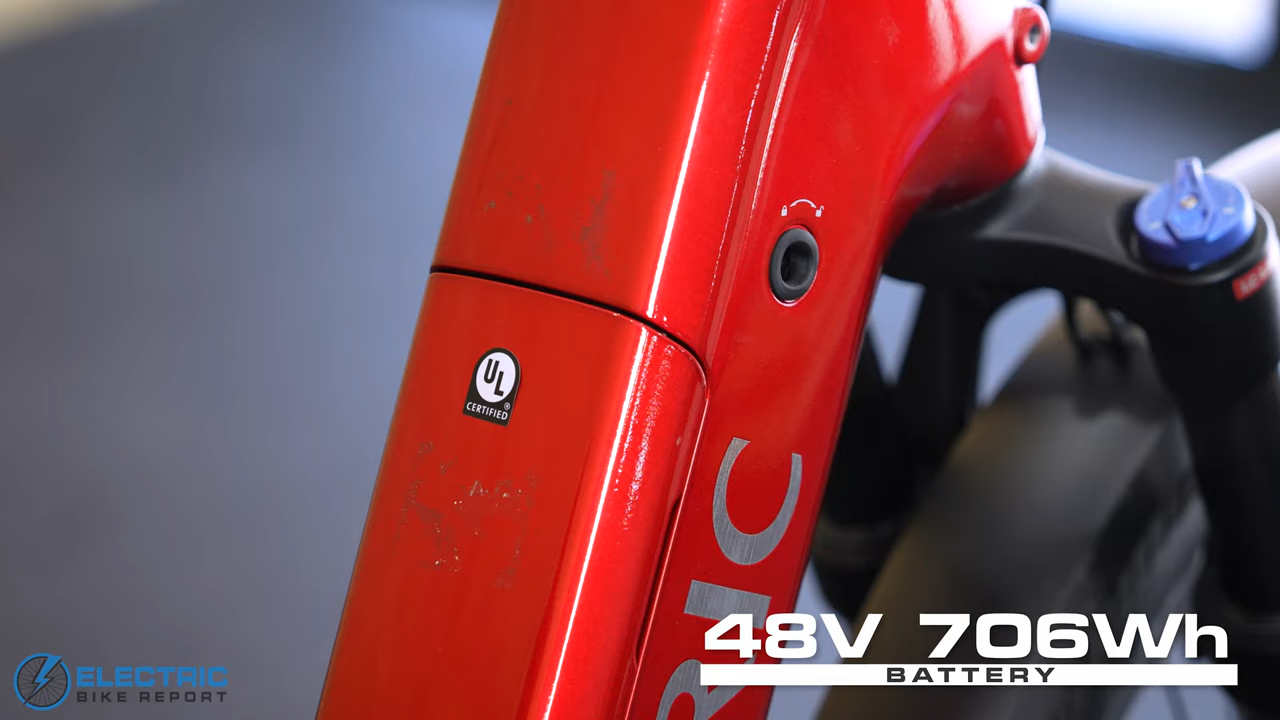 UL
CERTIFIED®
RIC
48V 706Wh
BATTERY
ELECTRIC
BIKE REPORT